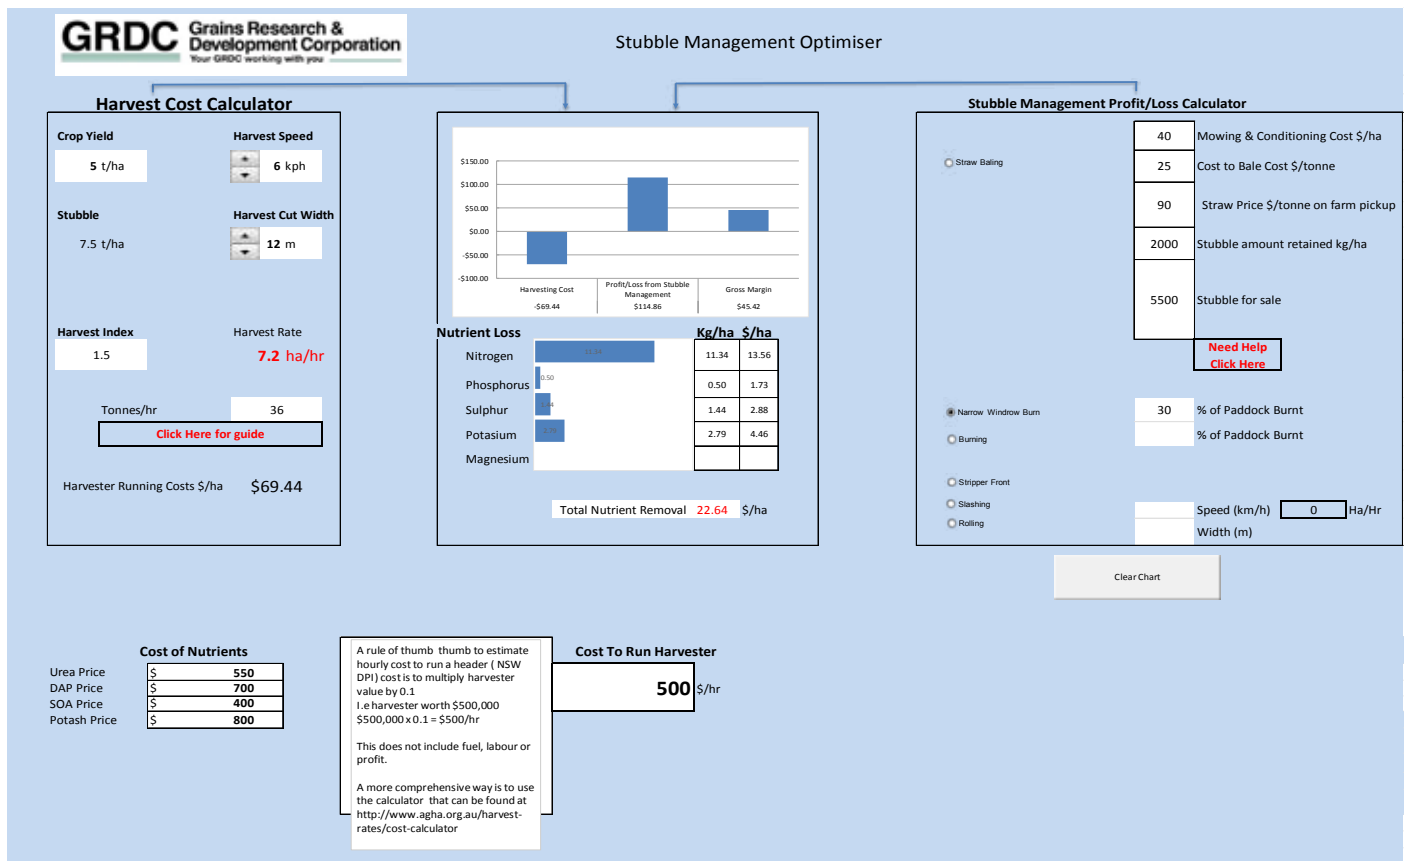 GRDC Grains Research &
Development Corporation
Your GRDC working with you
Stubble Management Optimiser
Harvest Cost Calculator
Crop Yield Harvest Speed
5 t/ha 6 kph
Stubble Harvest Cut Width
7.5 t/ha 12 m
Harvest Index Harvest Rate
1.5 7.2 ha/hr
Tonnes/hr 36
Click Here for guide
Harvester Running Costs $/ha $69.44
$150.00
$100.00
$50.00
$0.00
-$50.00
-$100.00
Harvesting Cost Profit/Loss from Stubble Management Gross Margin
-$69.44 $114.86 $45.42
Nutrient Loss Kg/ha $/ha
Nitrogen 11.34 11.34 13.56
Phosphorus 0.50 0.50 1.73
Sulphur 1.44 1.44 2.88
Potasium 2.79 2.79 4.46
Magnesium
Total Nutrient Removal 22.64 $/ha
Stubble Management Profit/Loss Calculator
40 Mowing & Conditioning Cost $/ha
Straw Baling 25 Cost to Bale Cost $/tonne
90 Straw Price $/tonne on farm pickup
2000 Stubble amount retained kg/ha
5500 Stubble for sale
Need Help
Click Here
Narrow Windrow Burn 30 % of Paddock Burnt
Burning % of Paddock Burnt
Stripper Front
Slashing Speed (km/h) 0 Ha/Hr
Rolling Width (m)
Clear Chart
Cost of Nutrients
Urea Price $ 550
DAP Price $ 700
SOA Price $ 400
Potash Price $ 800
A rule of thumb thumb to estimate
hourly cost to run a header ( NSW
DPI) cost is to multiply harvester
value by 0.1
I.e harvester worth $500,000
$500,000 x 0.1 = $500/hr
This does not include fuel, labour or
profit.
A more comprehensive way is to use
the calculator that can be found at
http://www.agha.org.au/harvest-
rates/cost-calculator
Cost To Run Harvester
500 $/hr